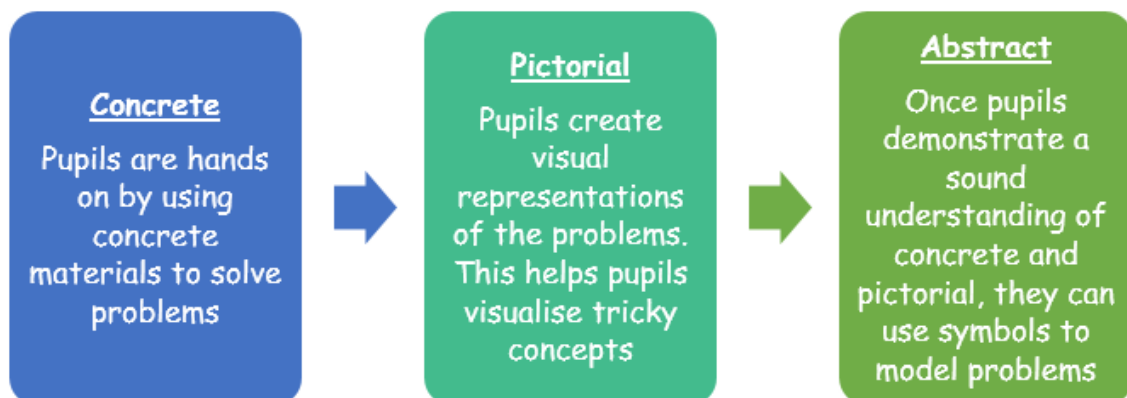 Concrete
Pupils are hands
on by using
concrete
materials to solve
problems
Pictorial
Pupils create
visual
representations
of the problems.
This helps pupils
visualise tricky
concepts
Abstract
Once pupils
demonstrate a
sound
understanding of
concrete and
pictorial, they can
use symbols to
model problems